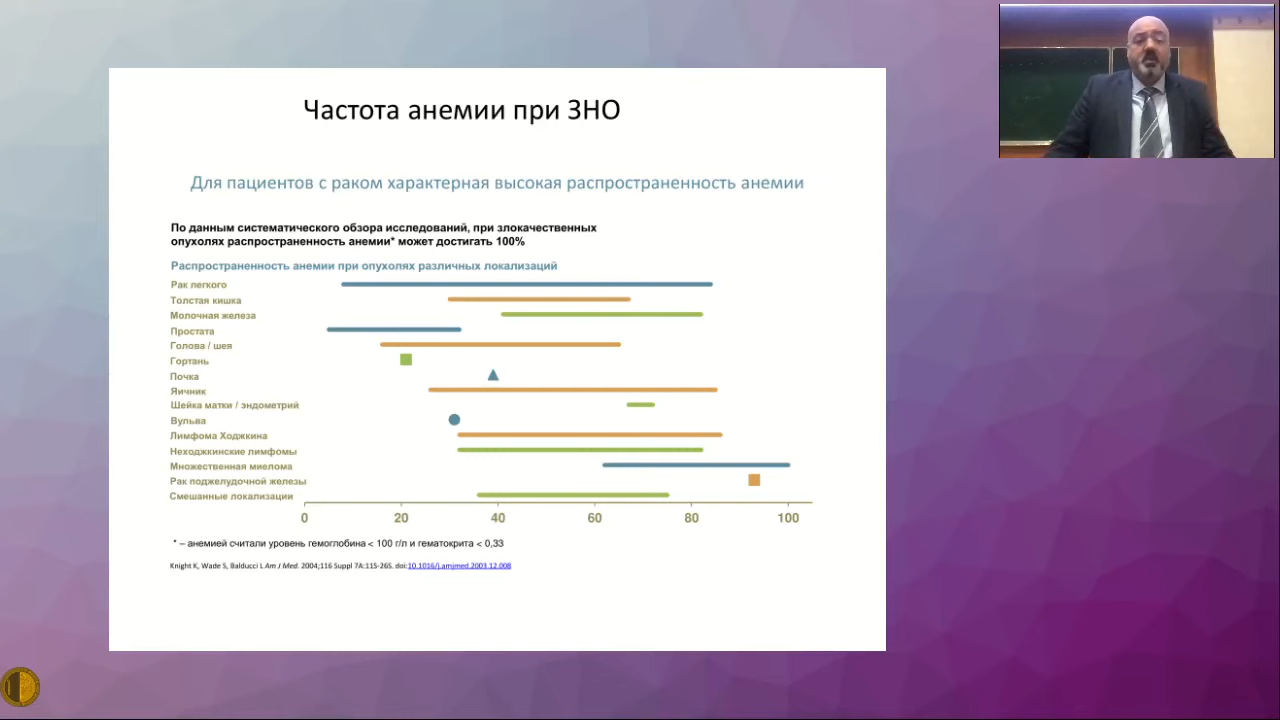 Частота анемии при ЗНО
Для пациентов с раком характерная высокая распространенность анемии
По данным систематического обзора исследований, при злокачественных
опухолях распространенность анемии* может достигать 100%
Распространенность анемии при опухолях различных локализаций
Рак легкого
Толстая кишка
Молочная железа
Простата
Голова / шея
Гортань
Почка
Яичник
Шейка матки / эндометрий
Вульва
Лимфома Ходжкина
Неходжкинские лимфомы
Множественная миелома
Рак поджелудочной железы
Смешанные локализации
0 20 40 60 80 100
* – анемией считали уровень гемоглобина < 100 г/л и гематокрита < 0,33
Knight K, Wade S, Balducci L Am J Med. 2004;116 Suppl 7A:11S-26S. doi:10.1016/j.amjmed.2003.12.008